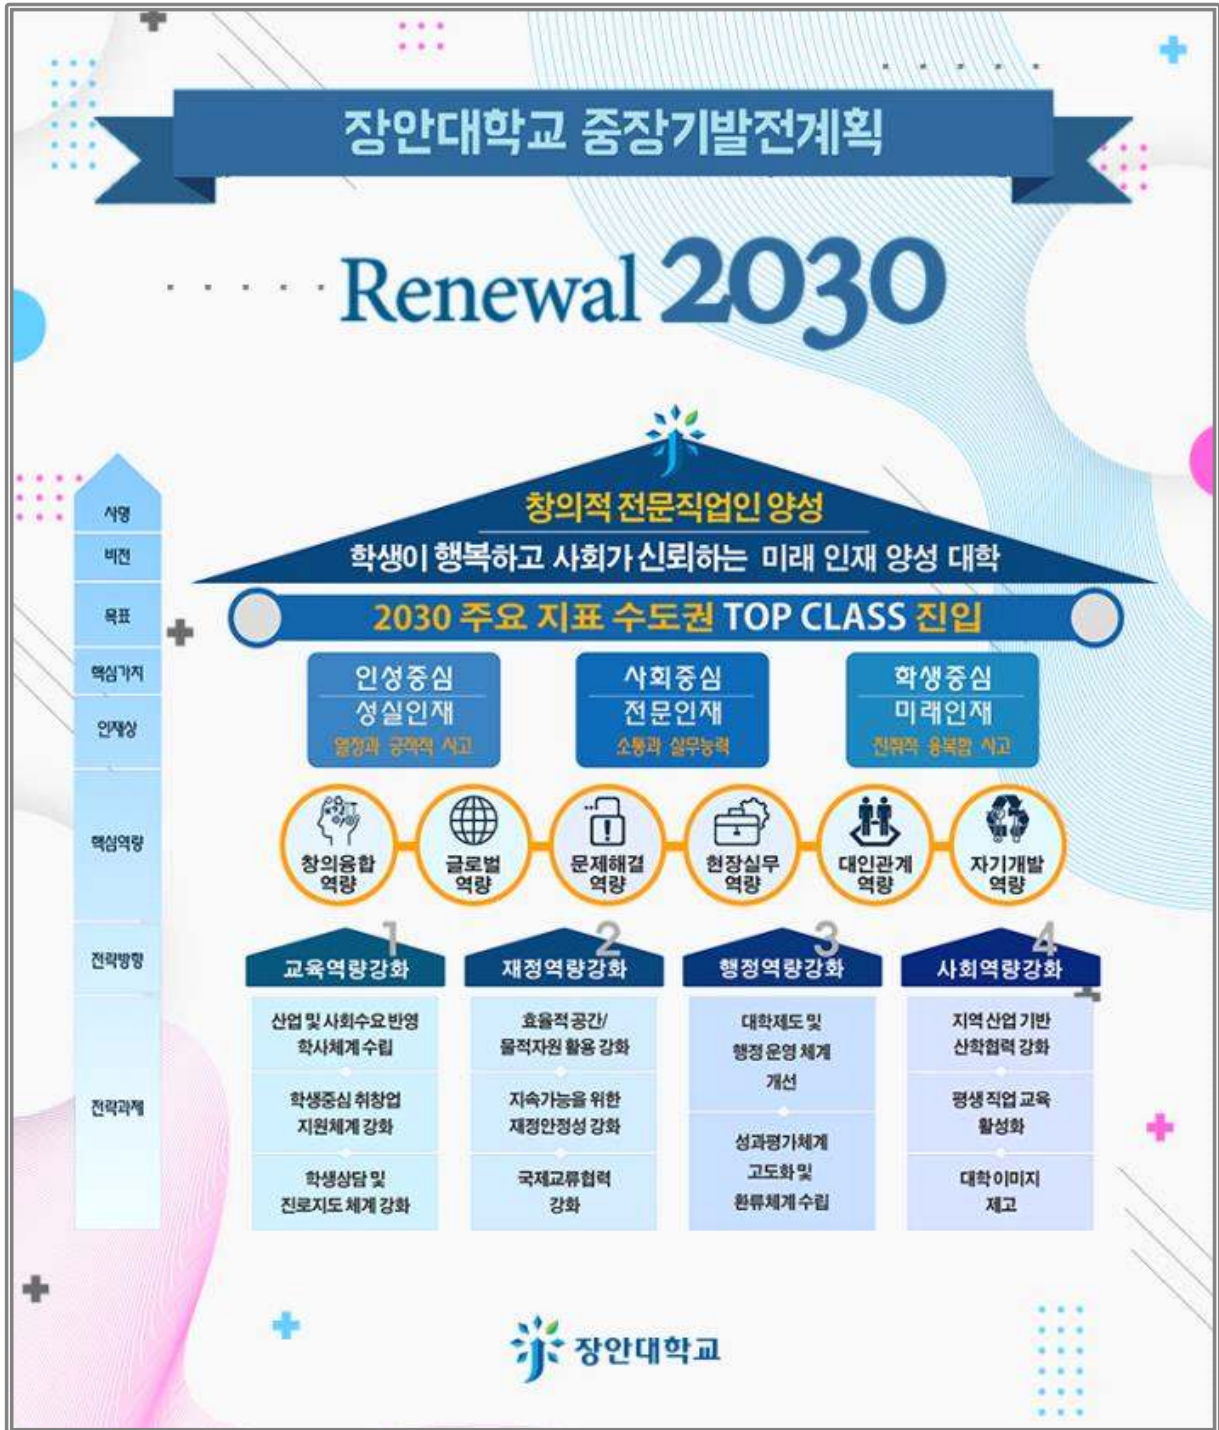 장안대학교 중장기발전계획
Renewal 2030
사명
창의적 전문직업인 양성
비전
학생이 행복하고 사회가 신뢰하는 미래 인재 양성 대학
목표
2030 주요 지표 수도권 TOP CLASS 진입
핵심가지
인성중심
사회중심
학생중심
인재상
성실인재
전문인재
미래인재
열정과 긍적적 사고
소통과 실무능력
진취적 융복합 사고
핵심역량
창의융합
역량
글로벌
역량
문제해결
역량
현장실무
역량
대인관계
역량
자기개발
역량
전략방향
1
교육역량강화
2
재정역량강화
3
행정역량강화
4
사회역량강화
전략과제
산업 및 사회수요 반영
학사체계 수립
학생중심 취창업
지원체계 강화
학생상담 및
진로지도 체계 강화
효율적 공간/
물적자원 활용 강화
지속가능을 위한
재정안정성 강화
국제교류협력
강화
대학제도 및
행정 운영 체계
개선
성과평가체계
고도화 및
환류체계 수립
지역 산업 기반
산학협력 강화
평생 직업 교육
활성화
대학 이미지
제고
장안대학교